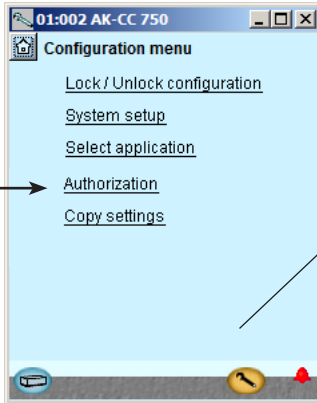 01:002 AK-CC 750
Configuration menu
Lock / Unlock configuration
System setup
Select application
Authorization
Copy settings